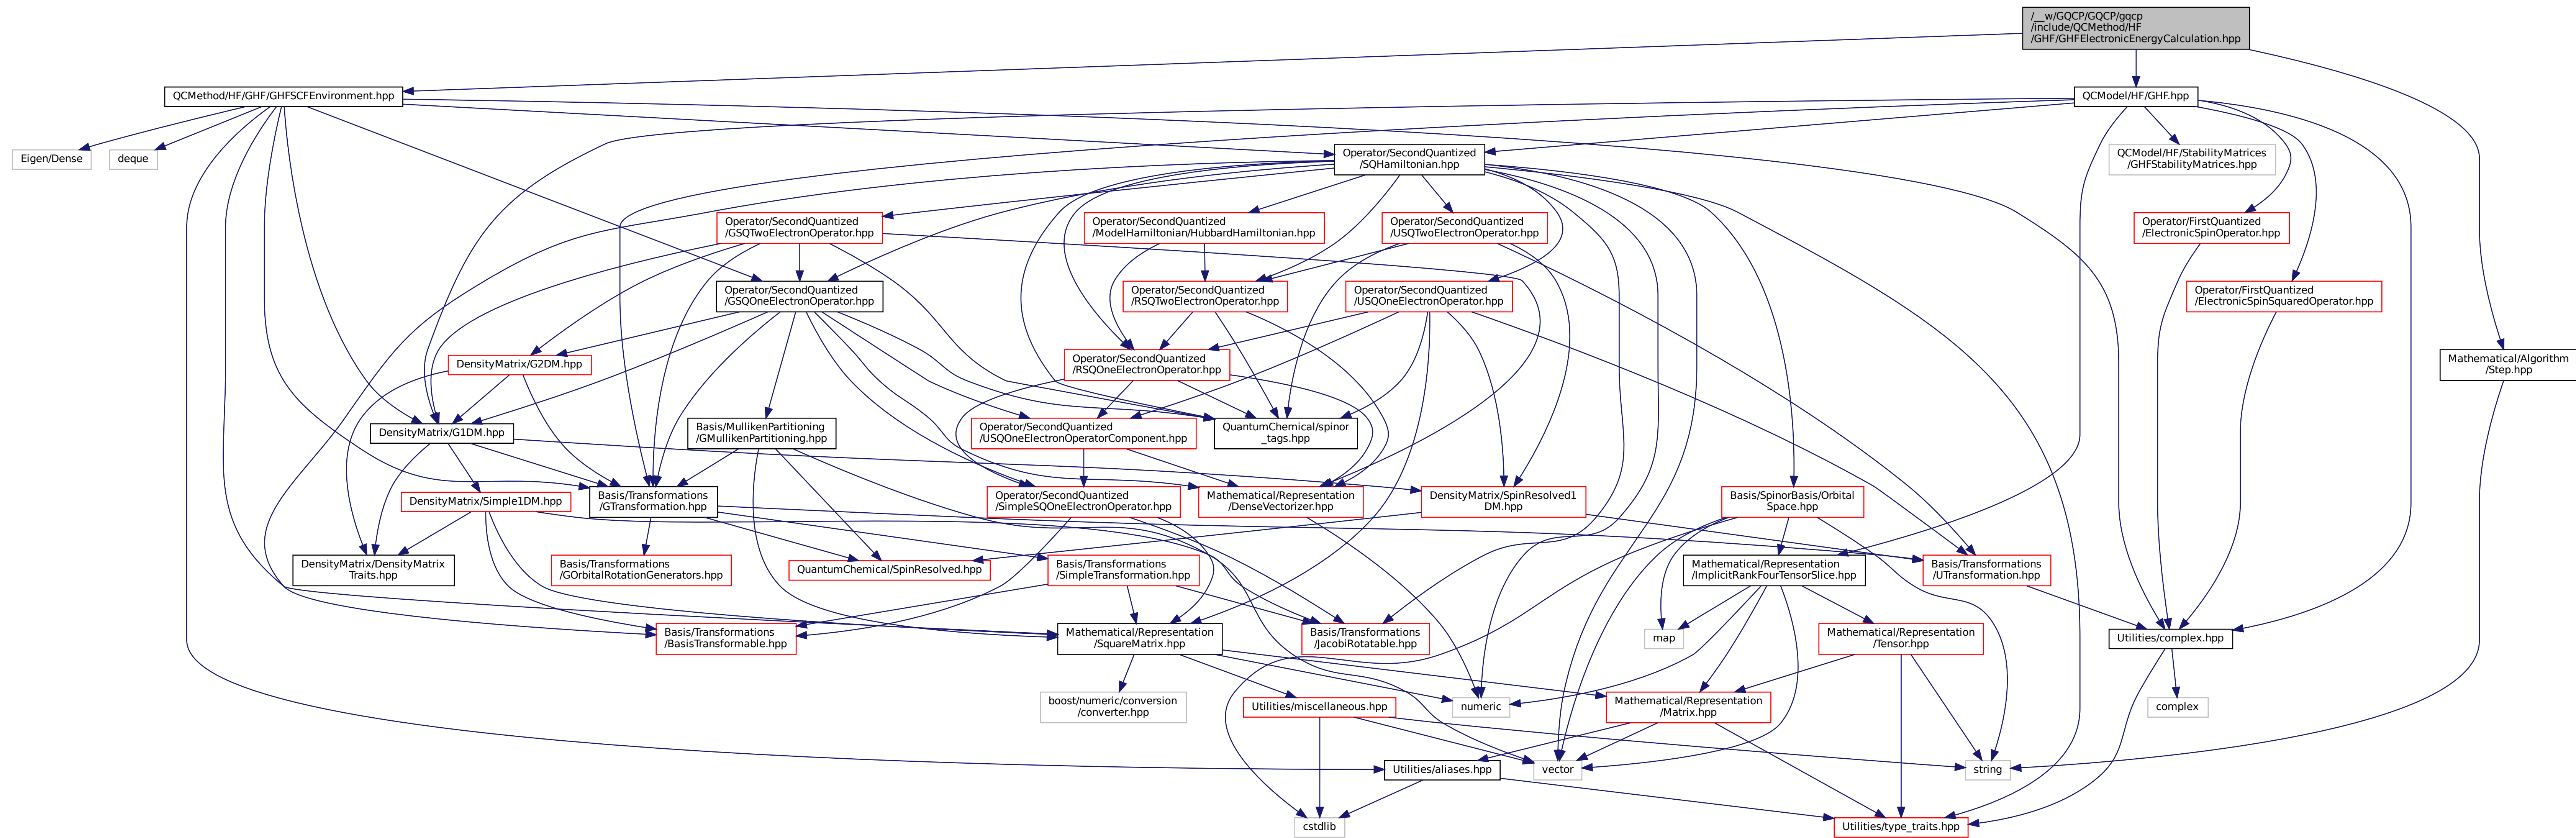 /__w/GQCP/GQCP/gqcp
/include/QCMethod/HF
/GHF/GHFElectronicEnergyCalculation.hpp
QCMethod/HF/GHF/GHFSCFEnvironment.hpp
QCModel/HF/GHF.hpp
Eigen/Dense
deque
Operator/SecondQuantized
/SQHamiltonian.hpp
QCModel/HF/StabilityMatrices
/GHFStabilityMatrices.hpp
Operator/SecondQuantized
/GSQTwoElectronOperator.hpp
Operator/SecondQuantized
/ModelHamiltonian/HubbardHamiltonian.hpp
Operator/SecondQuantized
/USQTwoElectronOperator.hpp
Operator/FirstQuantized
/ElectronicSpinOperator.hpp
Operator/SecondQuantized
/GSQOneElectronOperator.hpp
Operator/SecondQuantized
/RSQTwoElectronOperator.hpp
Operator/SecondQuantized
/USQOneElectronOperator.hpp
Operator/FirstQuantized
/ElectronicSpinSquaredOperator.hpp
DensityMatrix/G2DM.hpp
Operator/SecondQuantized
/RSQOneElectronOperator.hpp
Mathematical/Algorithm
/Step.hpp
DensityMatrix/G1DM.hpp
Basis/MullikenPartitioning
/GMullikenPartitioning.hpp
Operator/SecondQuantized
/USQOneElectronOperatorComponent.hpp
QuantumChemical/spinor
_tags.hpp
DensityMatrix/Simple1DM.hpp
Basis/Transformations
/GTransformation.hpp
Operator/SecondQuantized
/SimpleSQOneElectronOperator.hpp
Mathematical/Representation
/DenseVectorizer.hpp
DensityMatrix/SpinResolved1
DM.hpp
Basis/SpinorBasis/Orbital
Space.hpp
DensityMatrix/DensityMatrix
Traits.hpp
Basis/Transformations
/GOrbitalRotationGenerators.hpp
QuantumChemical/SpinResolved.hpp
Basis/Transformations
/SimpleTransformation.hpp
Mathematical/Representation
/ImplicitRankFourTensorSlice.hpp
Basis/Transformations
/UTransformation.hpp
Basis/Transformations
/BasisTransformable.hpp
Mathematical/Representation
/SquareMatrix.hpp
Basis/Transformations
/JacobiRotatable.hpp
map
Mathematical/Representation
/Tensor.hpp
Utilities/complex.hpp
boost/numeric/conversion
/converter.hpp
Utilities/miscellaneous.hpp
numeric
Mathematical/Representation
/Matrix.hpp
complex
Utilities/aliases.hpp
vector
string
cstdlib
Utilities/type_traits.hpp